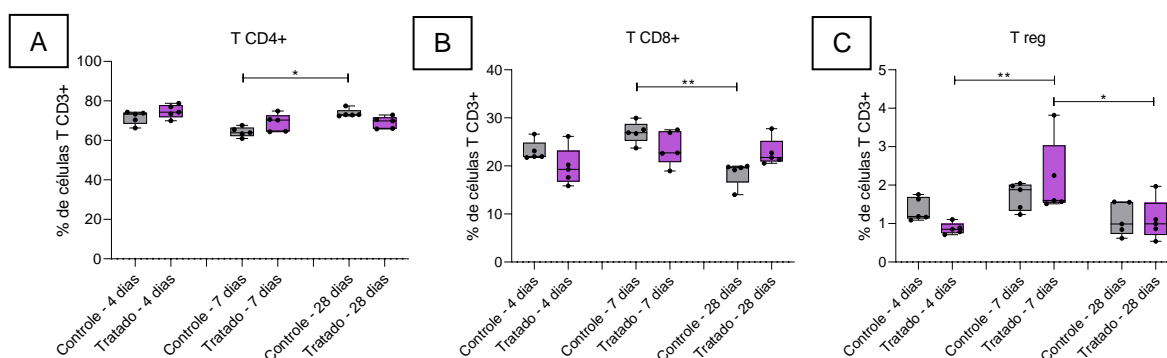 A
T CD4+
% de células T CD3+
100
80
60
40
20
0
*
Controle - 4 dias
Tratado - 4 dias
Controle - 7 dias
Tratado - 7 dias
Controle - 28 dias
Tratado - 28 dias
B
T CD8+
% de células T CD3+
40
30
20
10
0
**
Controle - 4 dias
Tratado - 4 dias
Controle - 7 dias
Tratado - 7 dias
Controle - 28 dias
Tratado - 28 dias
C
T reg
% de células T CD3+
5
4
3
2
1
0
**
*
Controle - 4 dias
Tratado - 4 dias
Controle - 7 dias
Tratado - 7 dias
Controle - 28 dias
Tratado - 28 dias